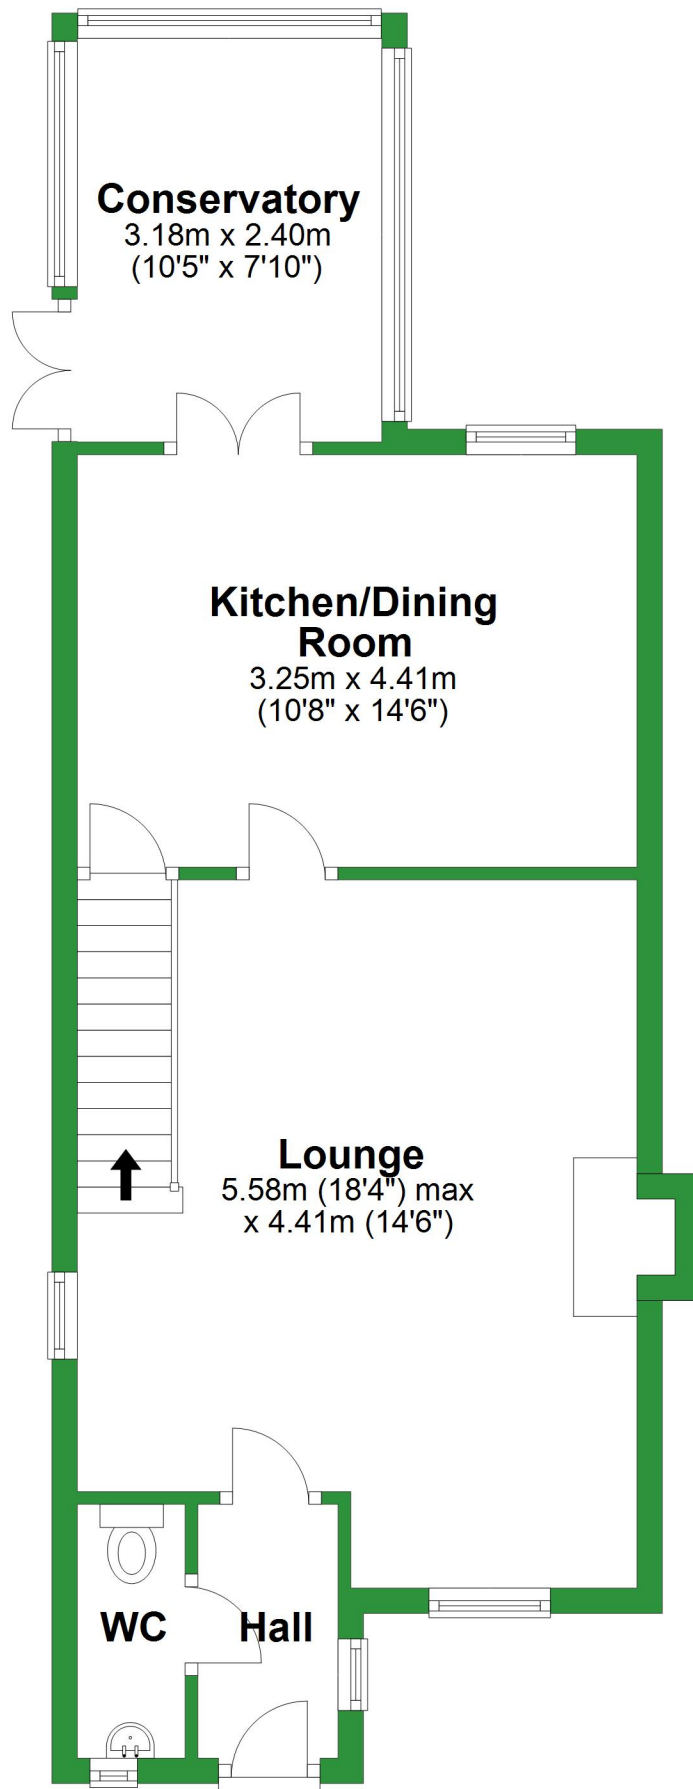 Conservatory
3.18m x 2.40m
(10'5" x 7'10")
Kitchen/Dining
Room
3.25m x 4.41m
(10'8" x 14'6")
Lounge
5.58m (18'4") max
x 4.41m (14'6")
WC
Hall